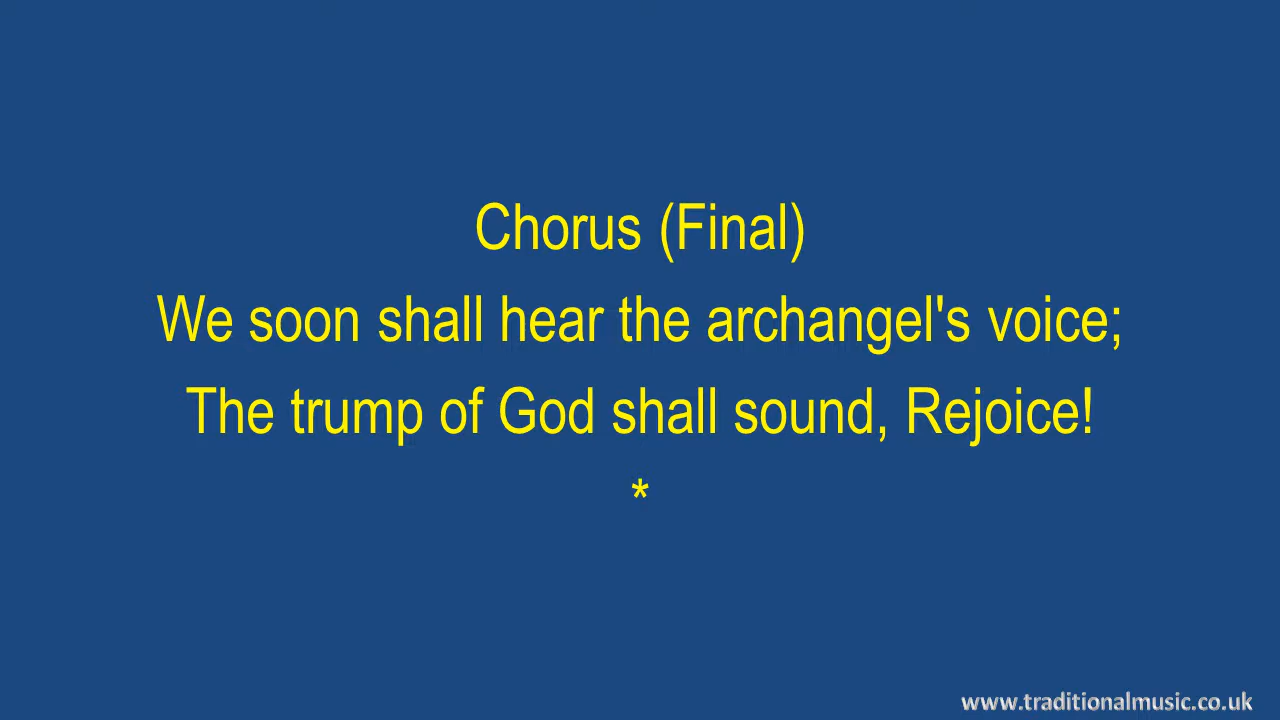 Chorus (Final)
We soon shall hear the archangel's voice;
The trump of God shall sound, Rejoice!
*
www.traditionalmusic.co.uk